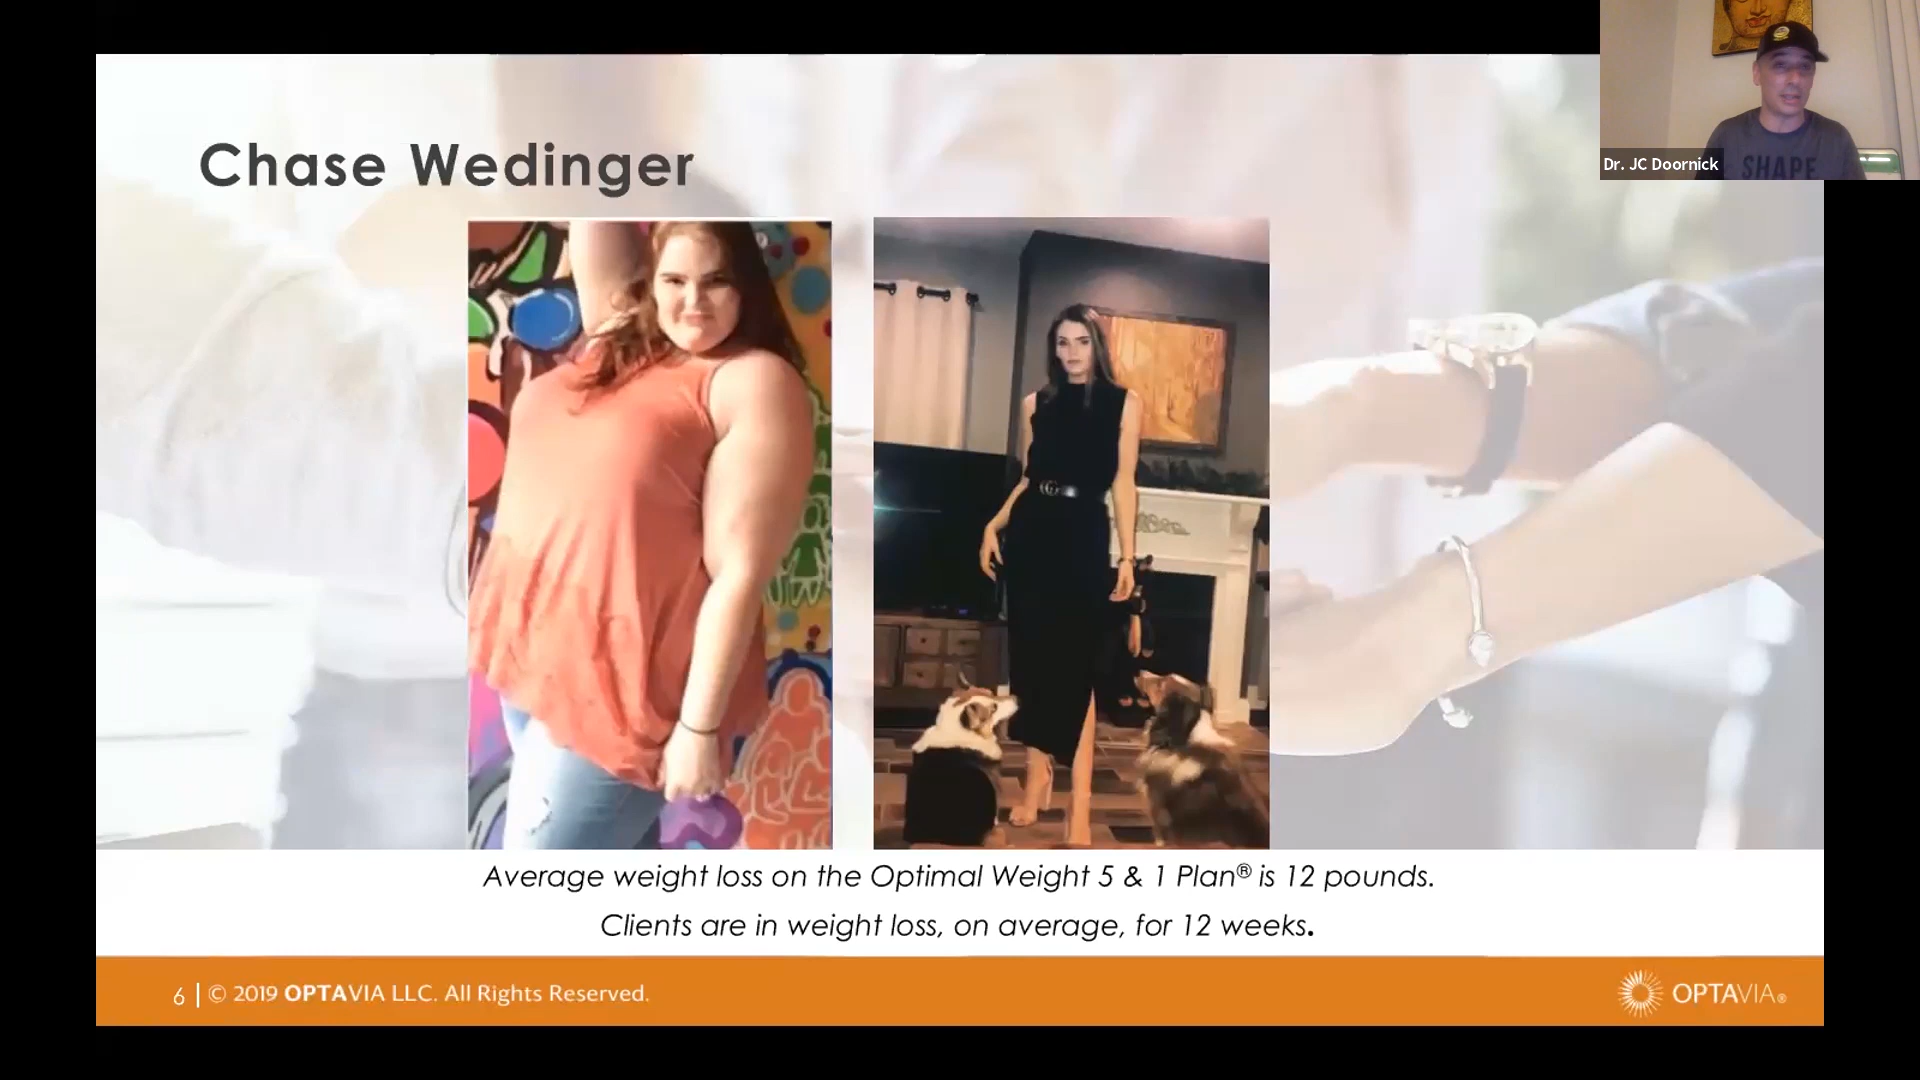 Chase Wedinger
Dr. JC Doornick
SHAPE
Average weight loss on the Optimal Weight 5 & 1 Plan® is 12 pounds.
Clients are in weight loss, on average, for 12 weeks.
6 | © 2019 OPTAVIA LLC. All Rights Reserved.
OPTAVIA®